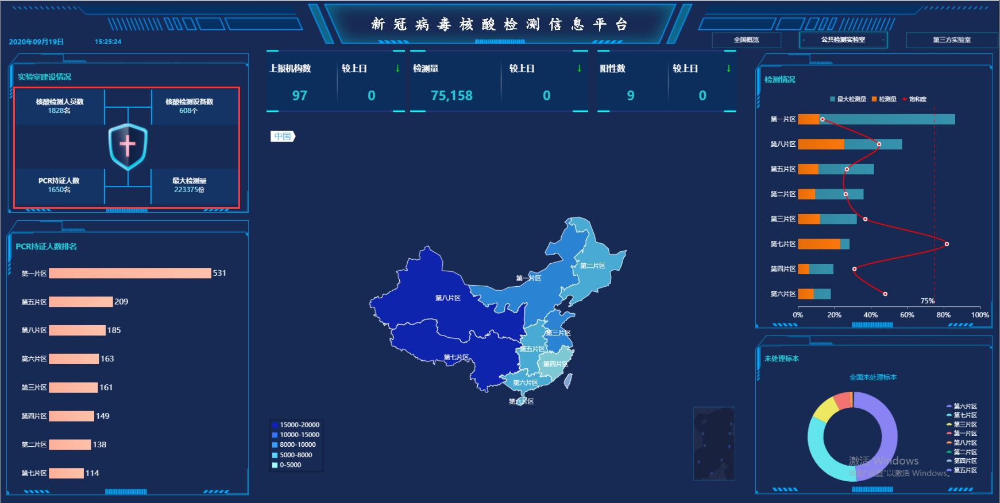 新冠病毒核酸检测信息平台
2020年09月19日 15:25:24
全国概览 公共检测实验室 第三方实验室
实验室建设情况
核酸检测人员数
1828名
核酸检测设备数
608个
PCR持证人数
1650名
最大检测量
223375份
PCR持证人数排名
第一片区 531
第五片区 209
第八片区 185
第六片区 163
第三片区 161
第四片区 149
第二片区 138
第七片区 114
上报机构数 较上日 ↓
97 0
检测量 较上日 ↓
75,158 0
阳性数 较上日 ↓
9 0
中国
第二片区
第一片区
第八片区
第三片区
第五片区
第七片区
第四片区
第六片区
第六片区
15000-20000
10000-15000
8000-10000
5000-8000
0-5000
检测情况
最大检测量 检测量 饱和度
第一片区
第八片区
第五片区
第二片区
第三片区
第七片区
第四片区
第六片区
75%
0% 20% 40% 60% 80% 100%
未处理标本
全国未处理标本
第六片区
第七片区
第三片区
第一片区
第八片区
第二片区
第四片区
第五片区
激活 Windows
转到"设置"以激活 Windows。